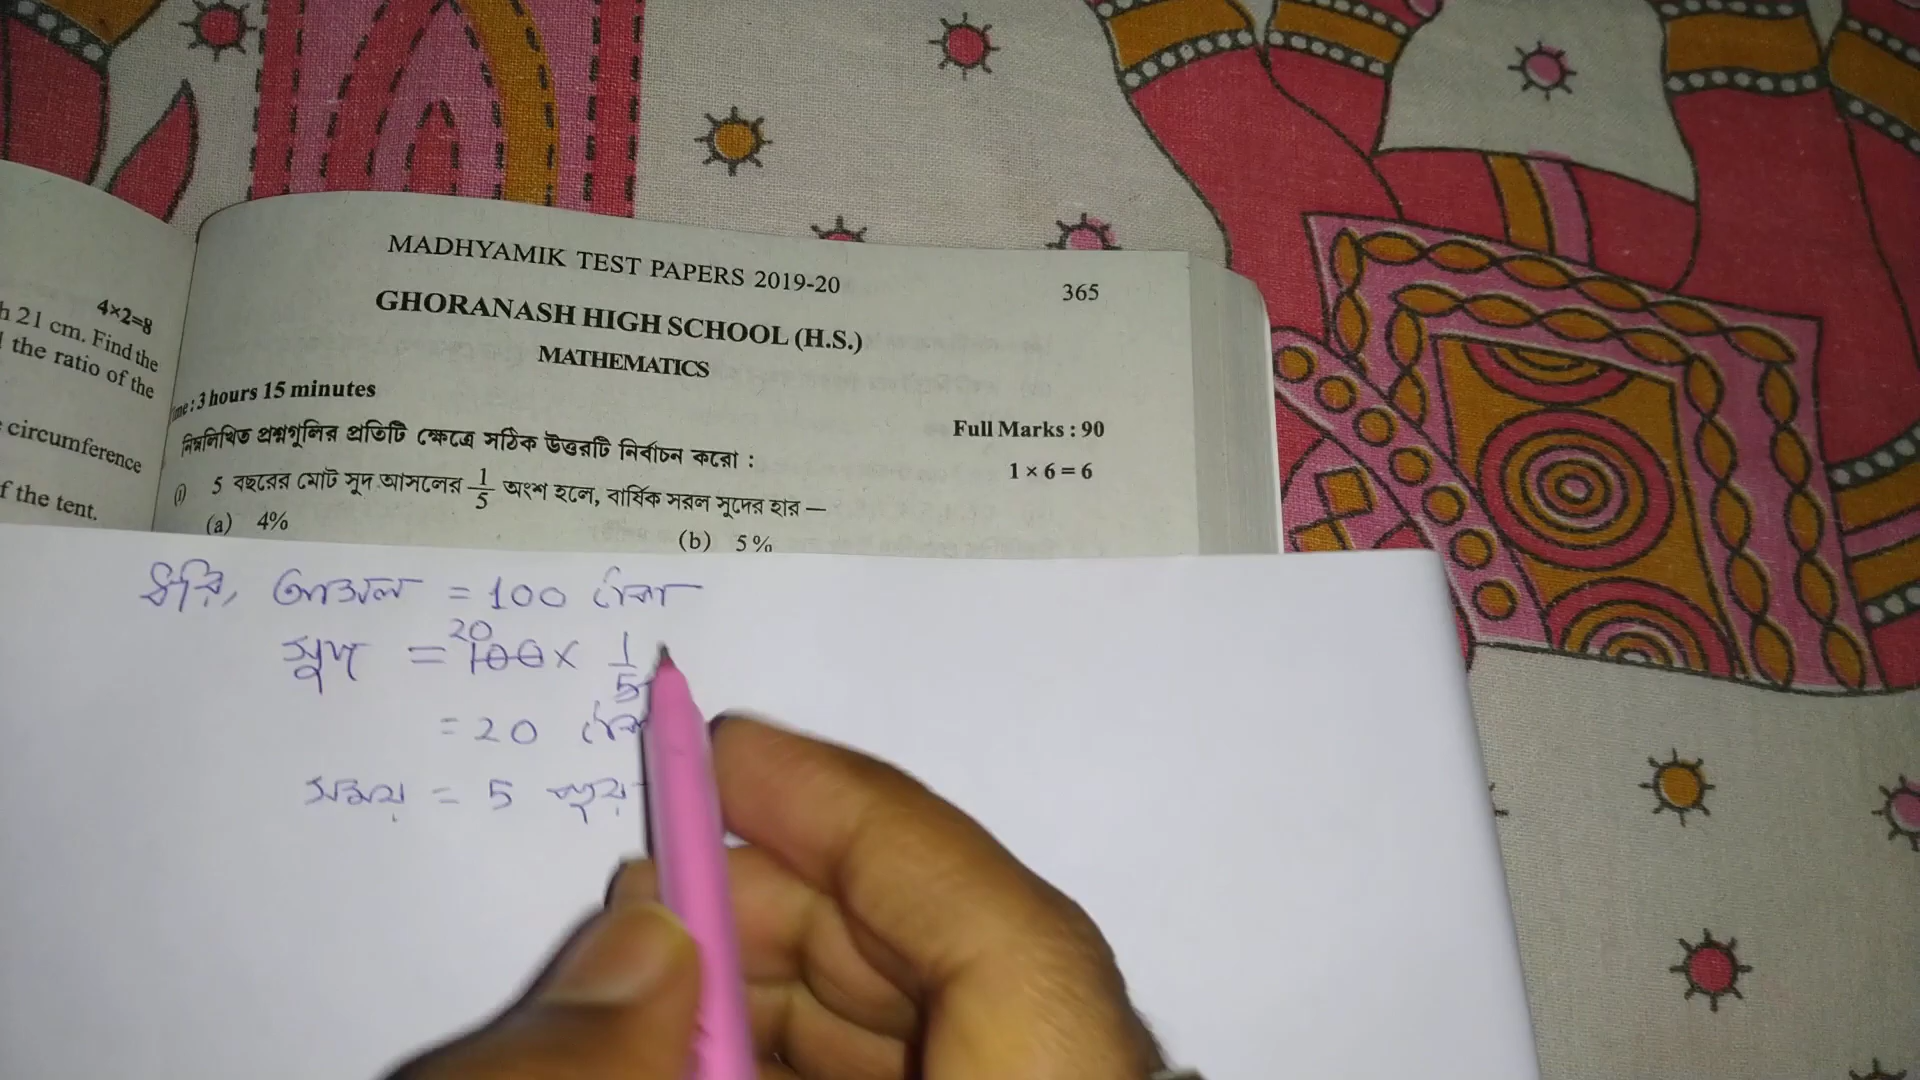 4×2=8
h 21 cm. Find the
the ratio of the
circumference
f the tent.
MADHYAMIK TEST PAPERS 2019-20
365
GHORANASH HIGH SCHOOL (H.S.)
MATHEMATICS
ime : 3 hours 15 minutes
Full Marks : 90
নিম্নলিখিত প্রশ্নগুলির প্রতিটি ক্ষেত্রে সঠিক উত্তরটি নির্বাচন করো :
1 × 6 = 6
(i) 5 বছরের মোট সুদ আসলের 1/5 অংশ হলে, বার্ষিক সরল সুদের হার —
(a) 4%
(b) 5%
ধরি, আসল = 100 টাকা
20
সুদ = 100 × 1/5
= 20
সময় = 5